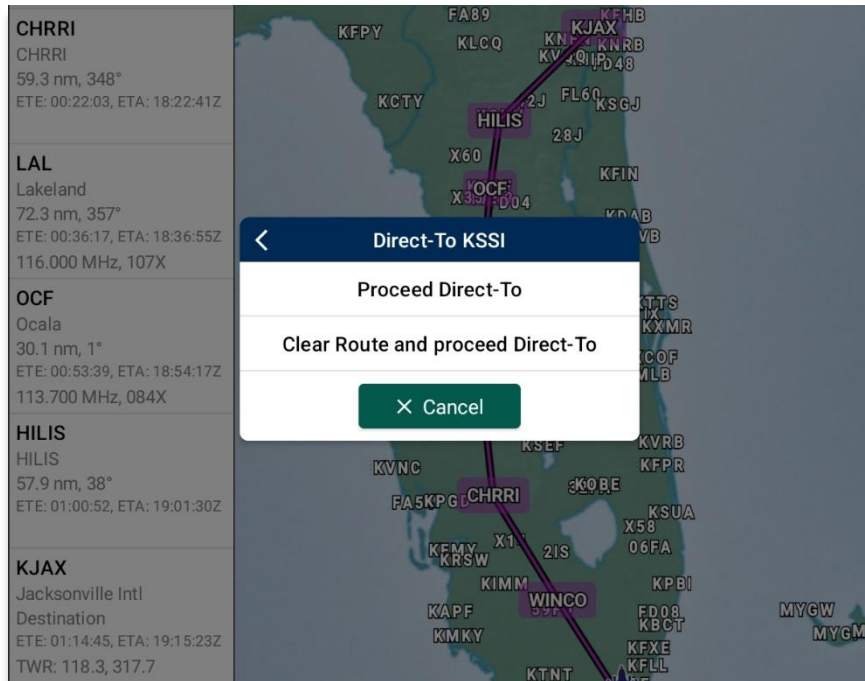 CHRRI
CHRRI
59.3 nm, 348°
ETE: 00:22:03, ETA: 18:22:41Z
LAL
Lakeland
72.3 nm, 357°
ETE: 00:36:17, ETA: 18:36:55Z
116.000 MHz, 107X
OCF
Ocala
30.1 nm, 1°
ETE: 00:53:39, ETA: 18:54:17Z
113.700 MHz, 084X
HILIS
HILIS
57.9 nm, 38°
ETE: 01:00:52, ETA: 19:01:30Z
KJAX
Jacksonville Intl
Destination
ETE: 01:14:45, ETA: 19:15:23Z
TWR: 118.3, 317.7
FA89
KFPY
KLCQ
KJAX
KNRB
KCTY
HILIS
KSGJ
28J
X60
OCF
KFIN
Direct-To KSSI
Proceed Direct-To
Clear Route and proceed Direct-To
× Cancel
KXMR
KSEF
KVRB
KVNC
KFPR
CHRRI
KOBE
KSUA
X58
2IS
06FA
KRSW
KIMM
KPBI
WINCO
KAPF
FD08
KBCT
MYGW
KMKY
KFXE
KFLL
KTNT